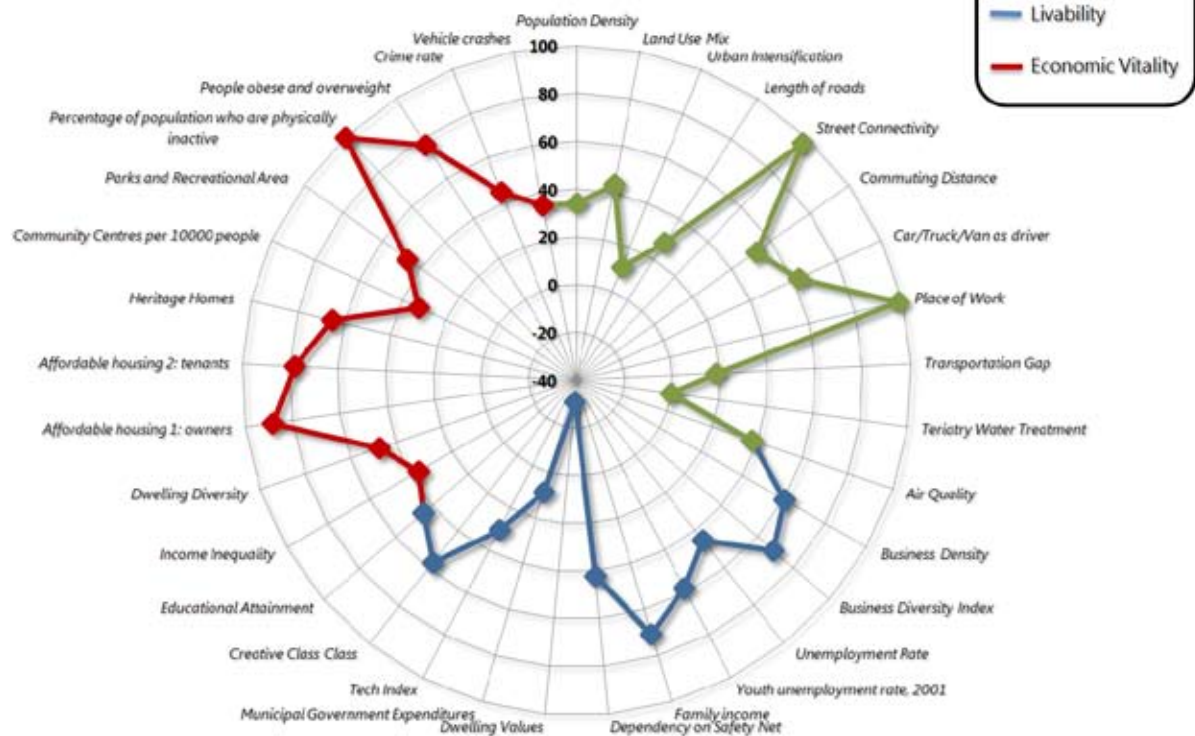 Population Density
Land Use Mix
Urban Intensification
Length of roads
Street Connectivity
Commuting Distance
Car/Truck/Van as driver
Place of Work
Transportation Gap
Teriatry Water Treatment
Air Quality
Business Density
Business Diversity Index
Unemployment Rate
Youth unemployment rate, 2001
Family income
Dependency on Safety Net
Dwelling Values
Municipal Government Expenditures
Tech Index
Creative Class Class
Educational Attainment
Income Inequality
Dwelling Diversity
Affordable housing 1: owners
Affordable housing 2: tenants
Heritage Homes
Community Centres per 10000 people
Parks and Recreational Area
Percentage of population who are physically
inactive
People obese and overweight
Crime rate
Vehicle crashes
100
80
60
40
20
0
-20
-40
Livability
Economic Vitality